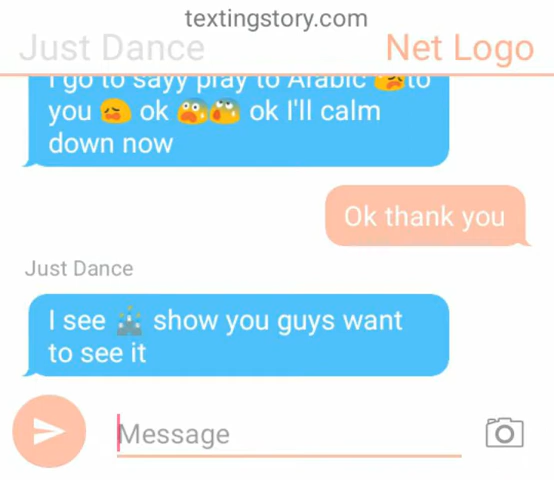 textingstory.com
Just Dance
Net Logo
I go to sayy pray to Arabic 😩to
you 😩 ok 😨😰 ok I'll calm
down now
Ok thank you
Just Dance
I see 🏰 show you guys want
to see it
Message